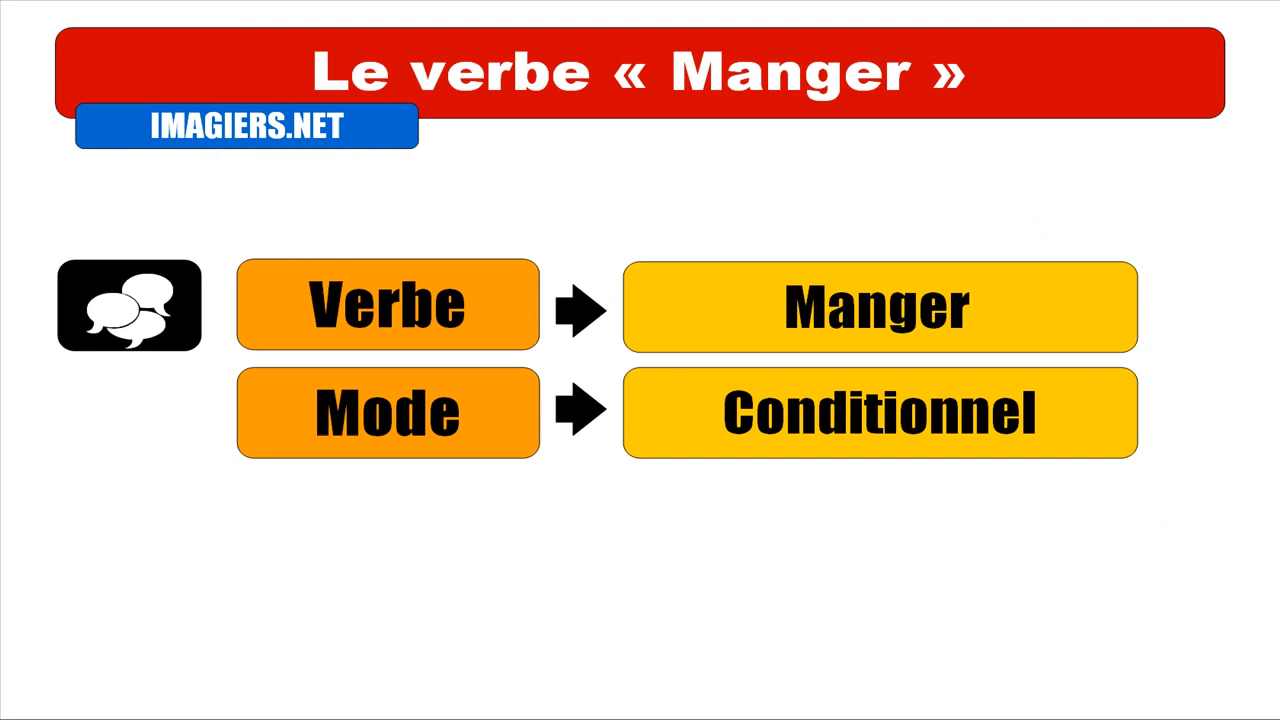 Le verbe « Manger »
IMAGIERS.NET
Verbe Manger
Mode Conditionnel